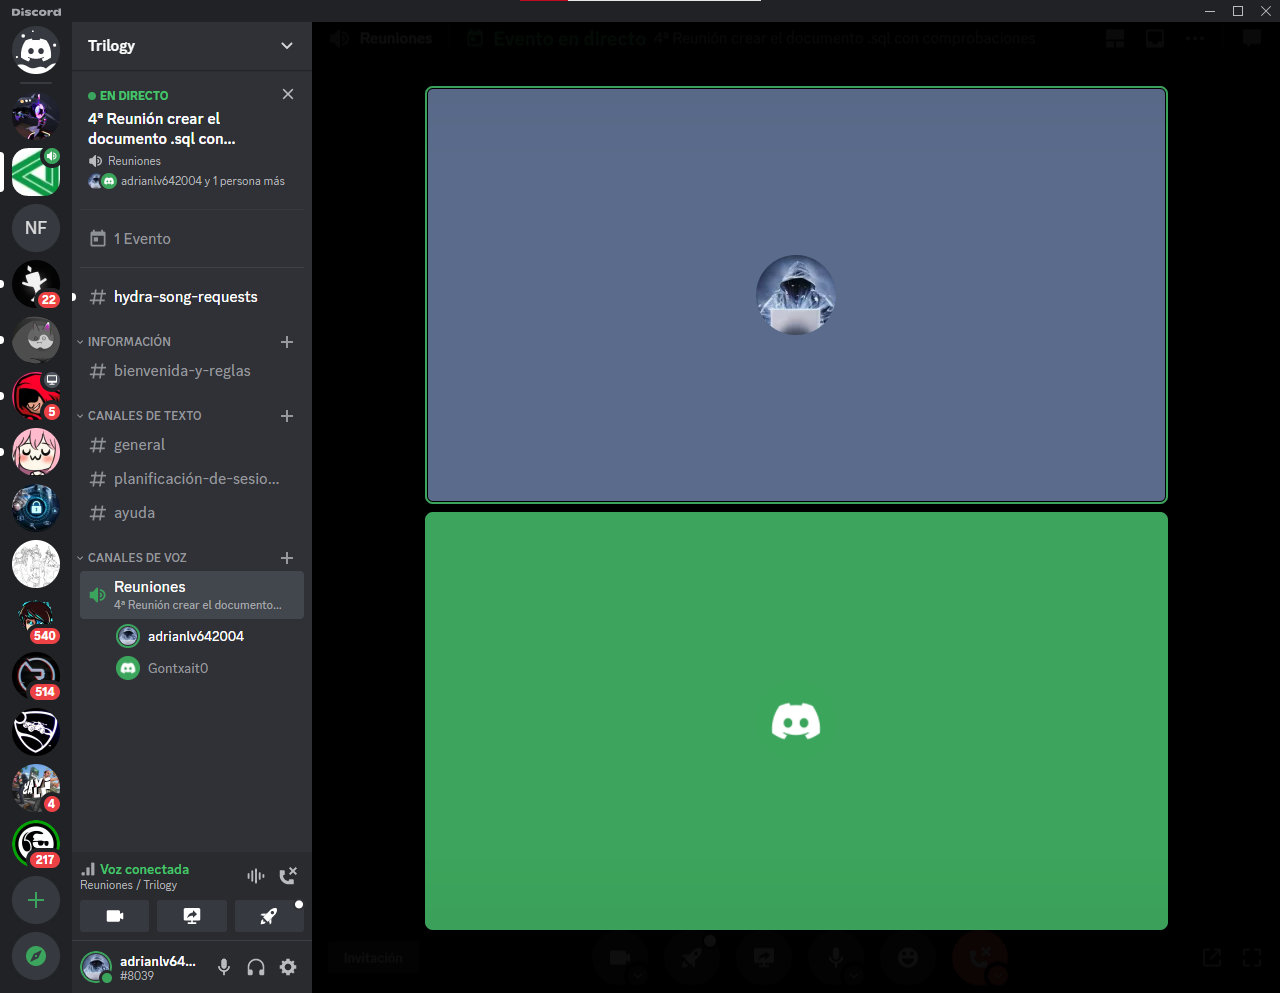 Discord
Trilogy
EN DIRECTO
4ª Reunión crear el
documento .sql con...
Reuniones
adrianlv642004 y 1 persona más
1 Evento
hydra-song-requests
INFORMACIÓN
bienvenida-y-reglas
CANALES DE TEXTO
general
planificación-de-sesio...
ayuda
CANALES DE VOZ
Reuniones
4ª Reunión crear el documento...
adrianlv642004
Gontxait0
Voz conectada
Reuniones / Trilogy
adrianlv64...
#8039
NF
22
5
540
514
4
217
Reuniones
Evento en directo 4ª Reunión crear el documento .sql con comprobaciones
Invitación